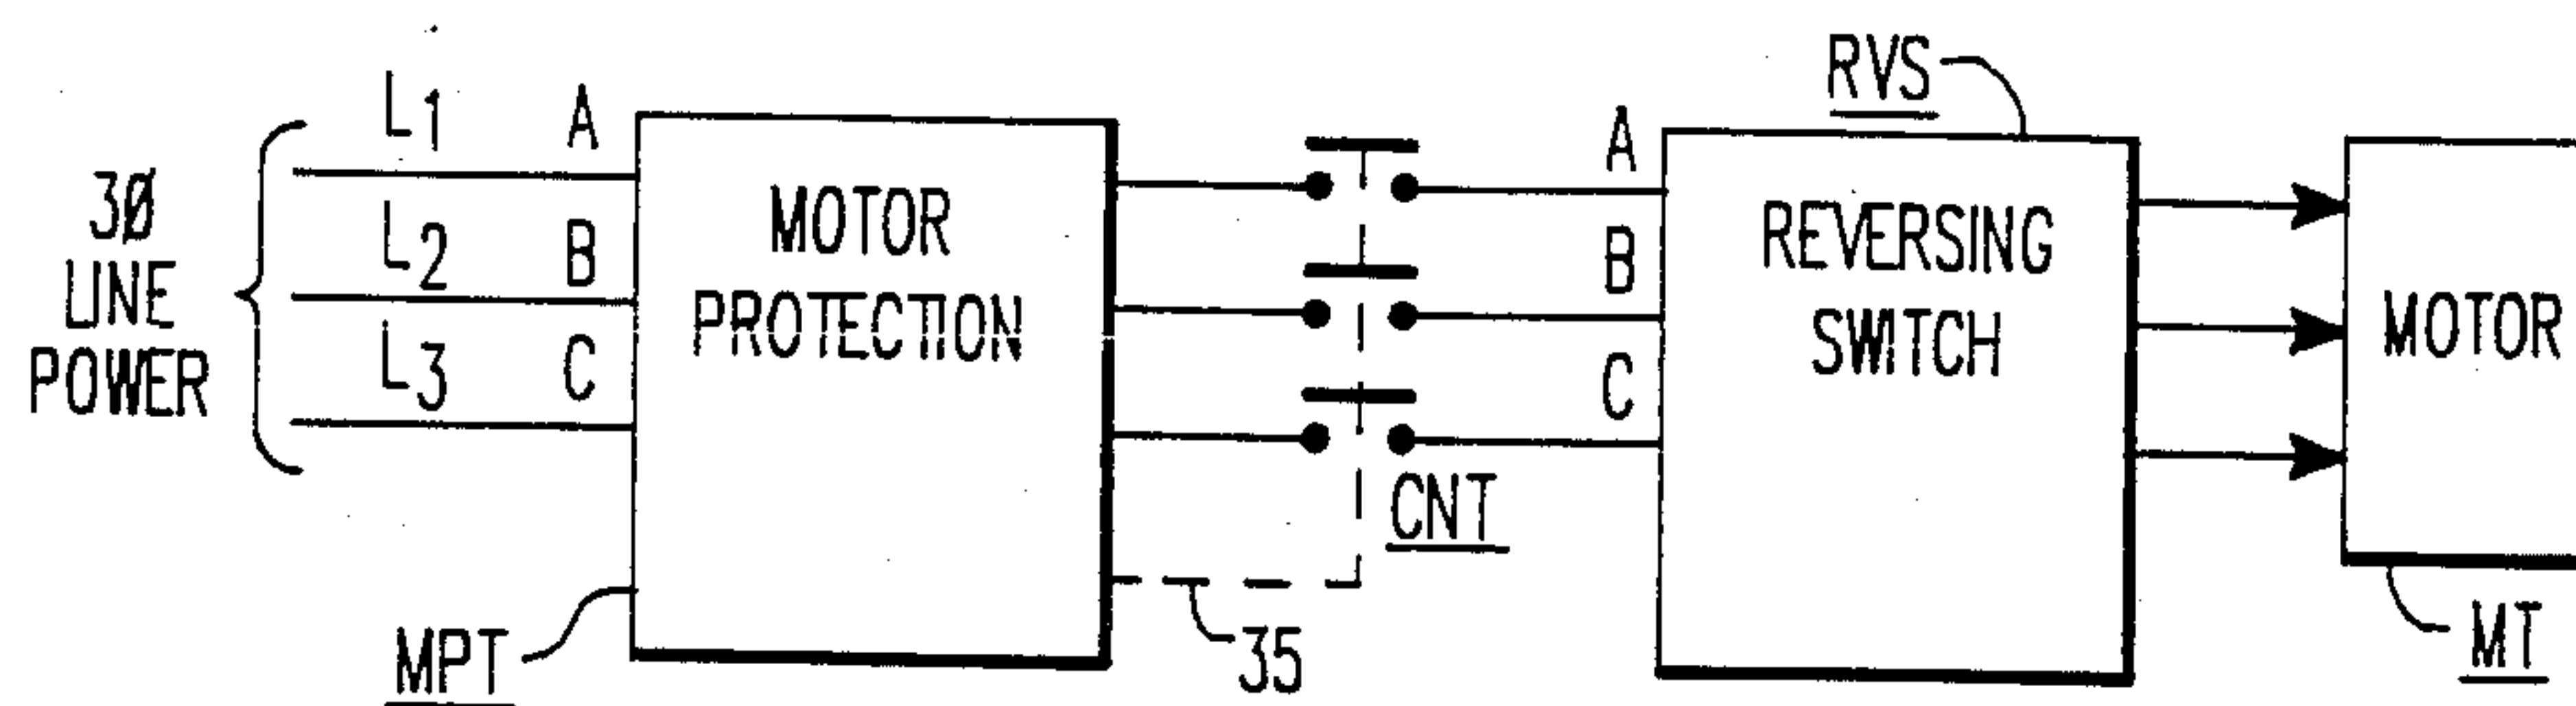 3Ø
LINE
POWER
L1 A
L2 B
L3 C
MOTOR
PROTECTION
MPT
35
CNT
A
B
C
RVS
REVERSING
SWITCH
MOTOR
MT